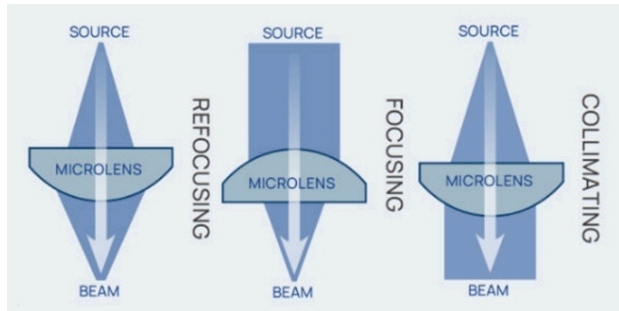 SOURCE
MICROLENS
BEAM
REFOCUSING
SOURCE
MICROLENS
BEAM
FOCUSING
SOURCE
MICROLENS
BEAM
COLLIMATING